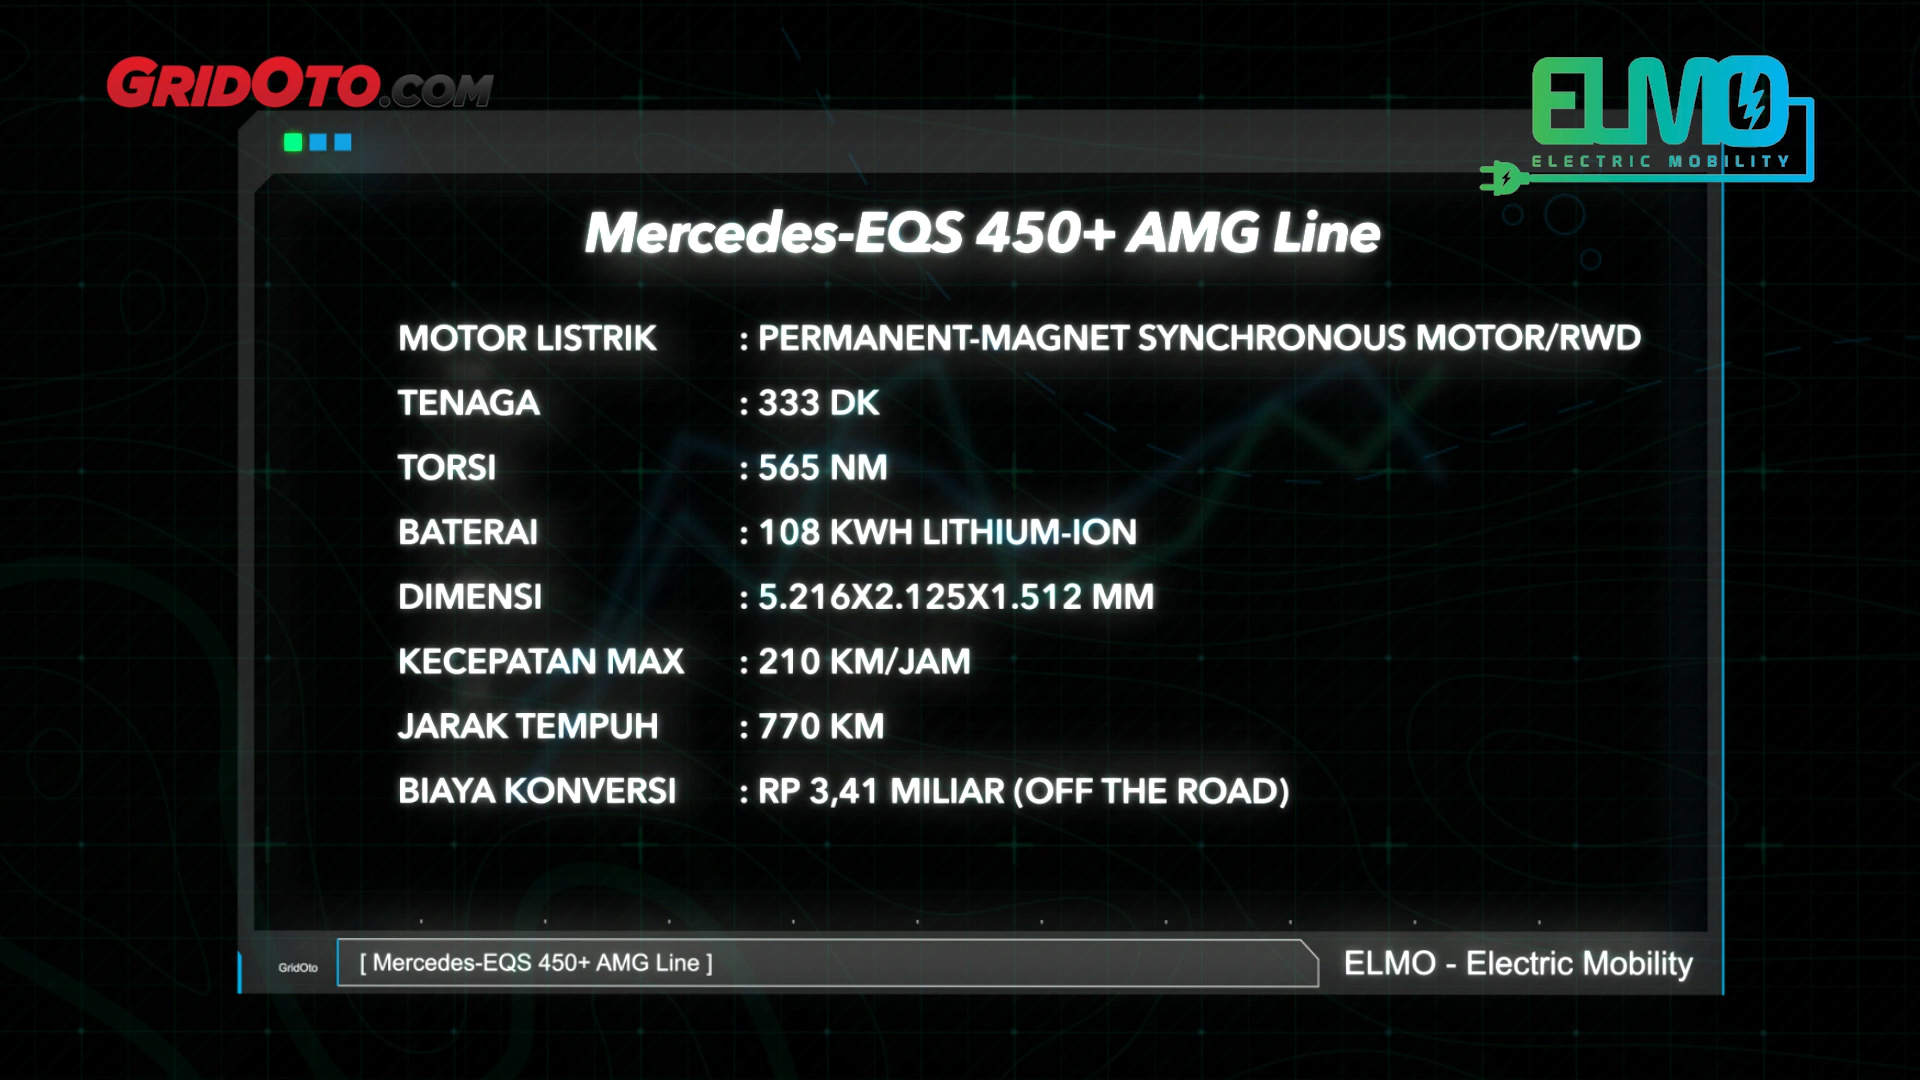 GRIDOTO.COM
ELMO
ELECTRIC MOBILITY
Mercedes-EQS 450+ AMG Line
MOTOR LISTRIK : PERMANENT-MAGNET SYNCHRONOUS MOTOR/RWD
TENAGA : 333 DK
TORSI : 565 NM
BATERAI : 108 KWH LITHIUM-ION
DIMENSI : 5.216X2.125X1.512 MM
KECEPATAN MAX : 210 KM/JAM
JARAK TEMPUH : 770 KM
BIAYA KONVERSI : RP 3,41 MILIAR (OFF THE ROAD)
GridOto [ Mercedes-EQS 450+ AMG Line ] ELMO - Electric Mobility